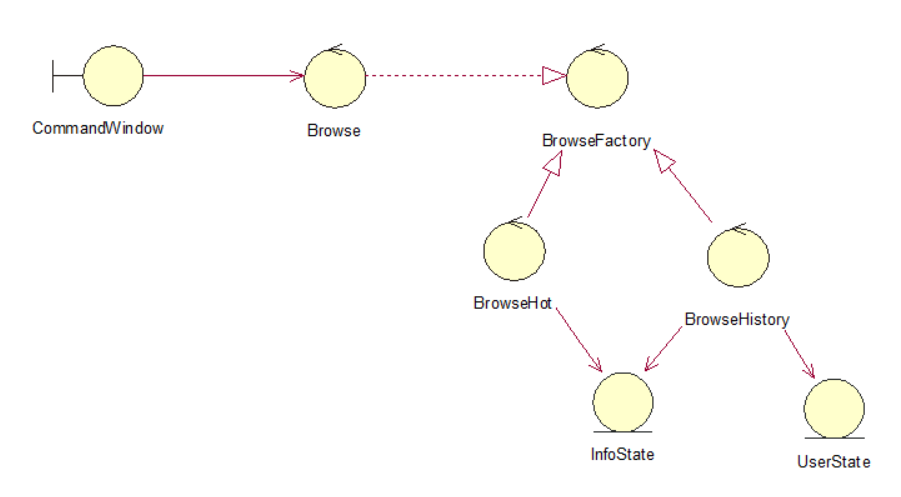 CommandWindow
Browse
BrowseFactory
BrowseHot
BrowseHistory
InfoState
UserState